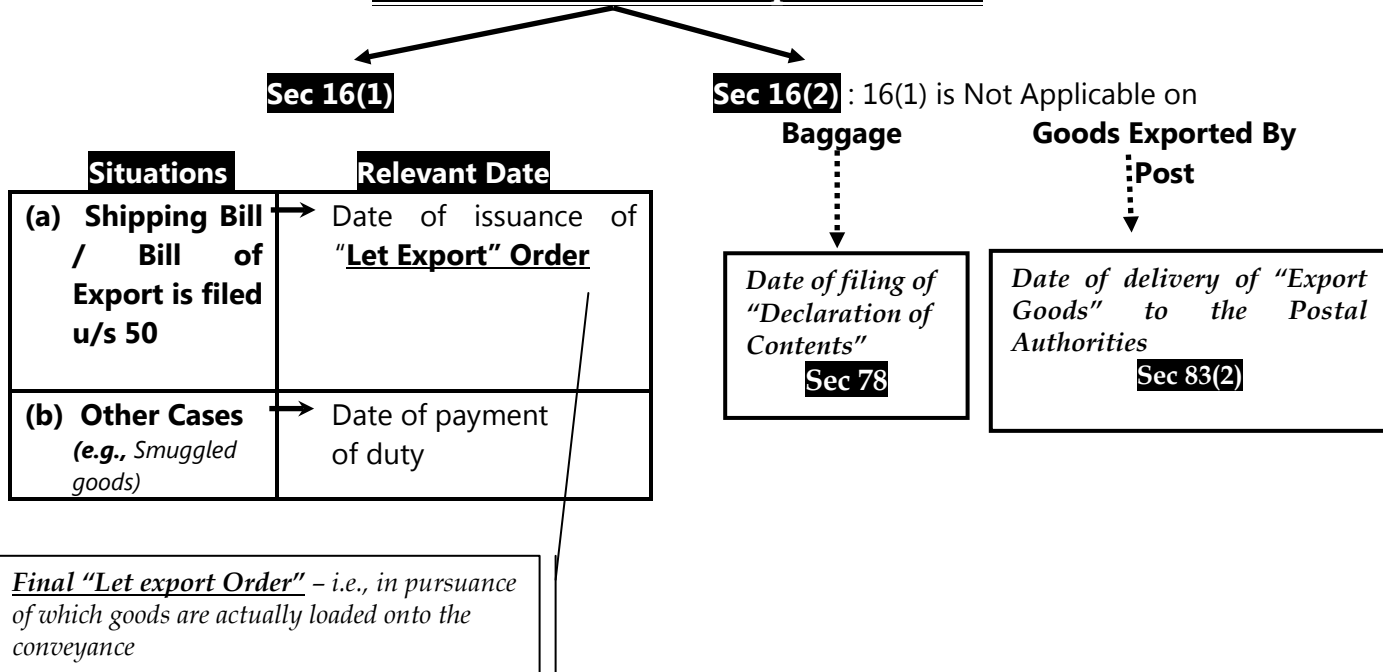 Sec 16(1)
Sec 16(2) : 16(1) is Not Applicable on
Baggage
Goods Exported By
Post
Situations
Relevant Date
(a) Shipping Bill
/ Bill of
Export is filed
u/s 50
Date of issuance of
“Let Export” Order
(b) Other Cases
(e.g., Smuggled
goods)
Date of payment
of duty
Date of filing of
“Declaration of
Contents”
Sec 78
Date of delivery of “Export
Goods” to the Postal
Authorities
Sec 83(2)
Final “Let export Order” – i.e., in pursuance
of which goods are actually loaded onto the
conveyance